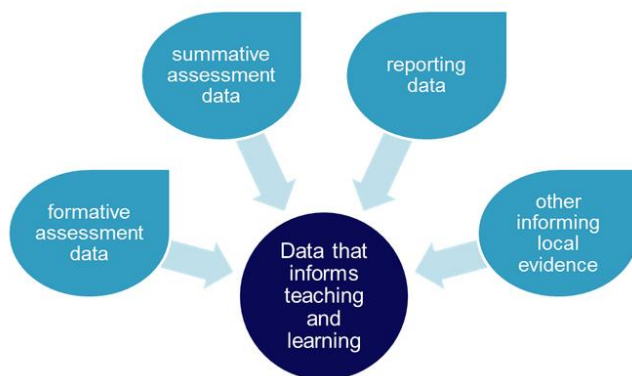 summative
assessment
data
reporting
data
formative
assessment
data
other
informing
local
evidence
Data that
informs
teaching
and
learning